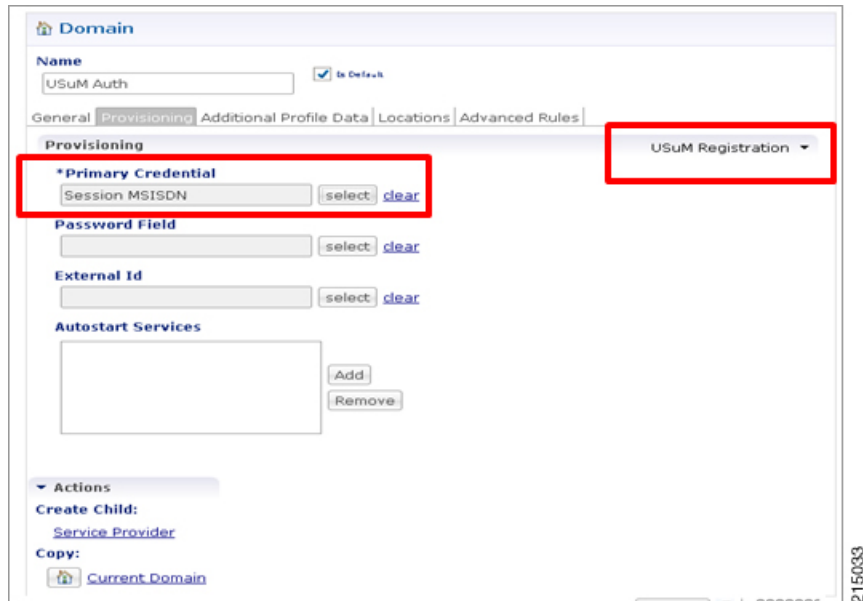 Domain
Name
USuM Auth
Is Default
General Provisioning Additional Profile Data Locations Advanced Rules
Provisioning
USuM Registration
*Primary Credential
Session MSISDN select clear
Password Field
select clear
External Id
select clear
Autostart Services
Add
Remove
Actions
Create Child:
Service Provider
Copy:
Current Domain
215033